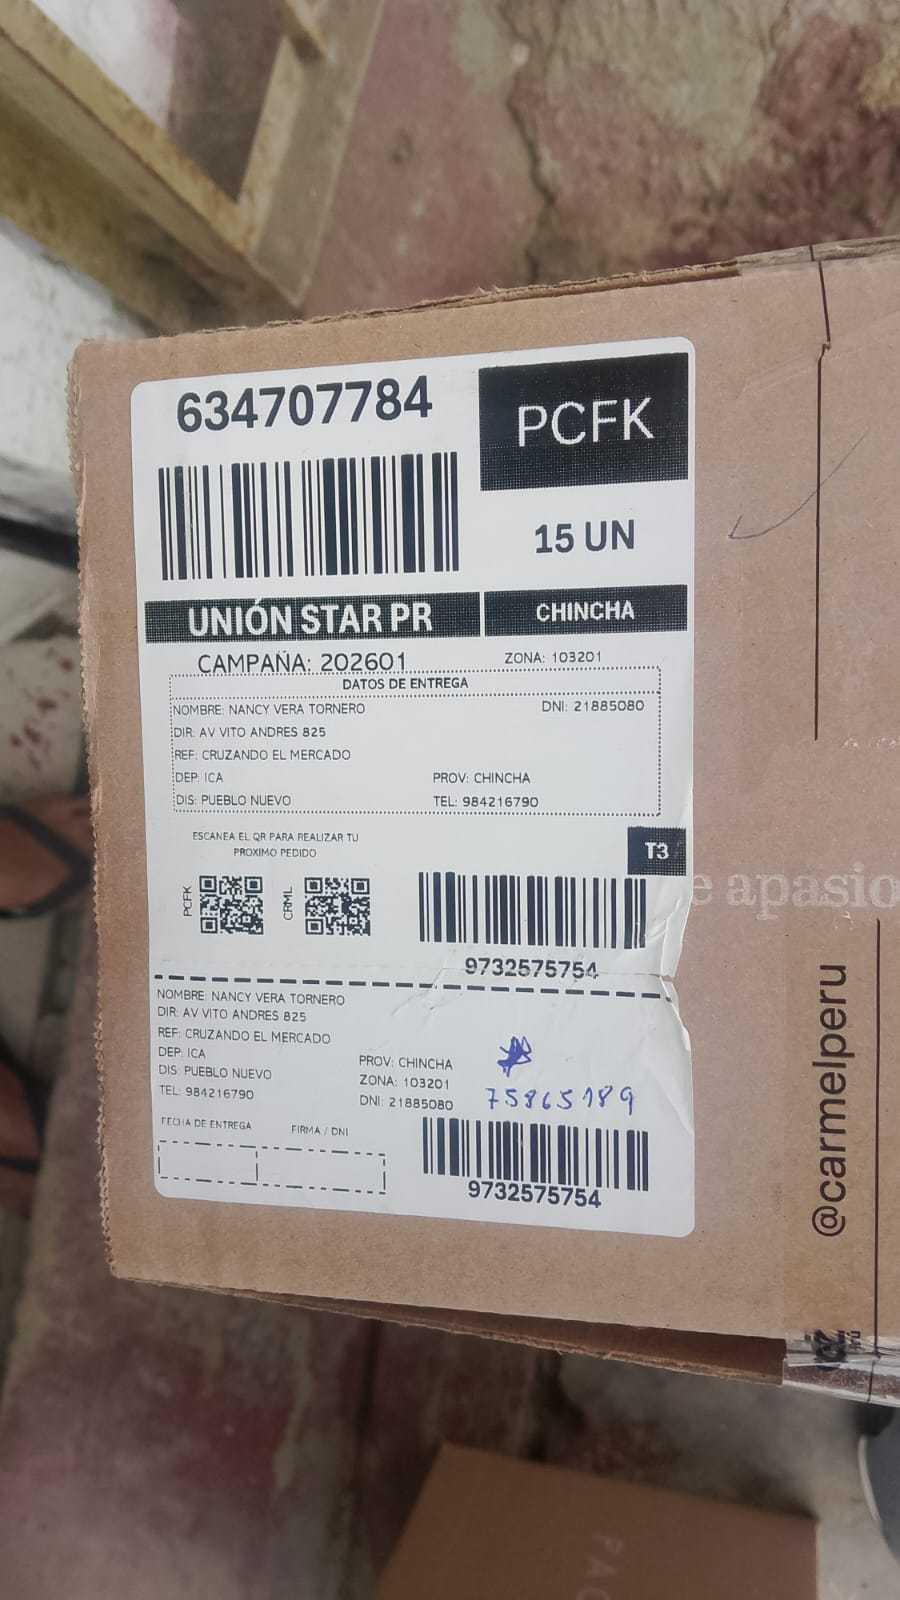 634707784
PCFK
15 UN
UNIÓN STAR PR
CHINCHA
CAMPAÑA: 202601
ZONA: 103201
DATOS DE ENTREGA
NOMBRE: NANCY VERA TORNERO
DNI: 21885080
DIR: AV VITO ANDRES 825
REF: CRUZANDO EL MERCADO
DEP: ICA
PROV: CHINCHA
DIS: PUEBLO NUEVO
TEL: 984216790
ESCANEA EL QR PARA REALIZAR TU
PROXIMO PEDIDO
T3
PCFK
CRML
9732575754
NOMBRE: NANCY VERA TORNERO
DIR: AV VITO ANDRES 825
REF: CRUZANDO EL MERCADO
DEP: ICA
PROV: CHINCHA
DIS: PUEBLO NUEVO
ZONA: 103201
TEL: 984216790
DNI: 21885080
75865189
FECHA DE ENTREGA
FIRMA / DNI
9732575754
e apasio
@carmelperu